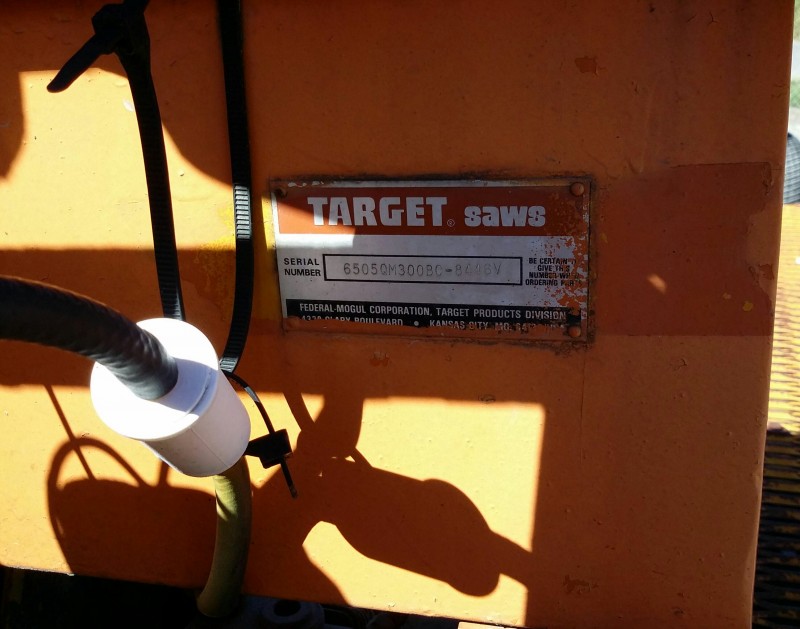 TARGET® saws
SERIAL
NUMBER
BE CERTAIN TO
GIVE THIS
NUMBER WHEN
ORDERING
FEDERAL-MOGUL CORPORATION, TARGET PRODUCTS DIVISION
BOULEVARD • KANSAS CITY, MO.